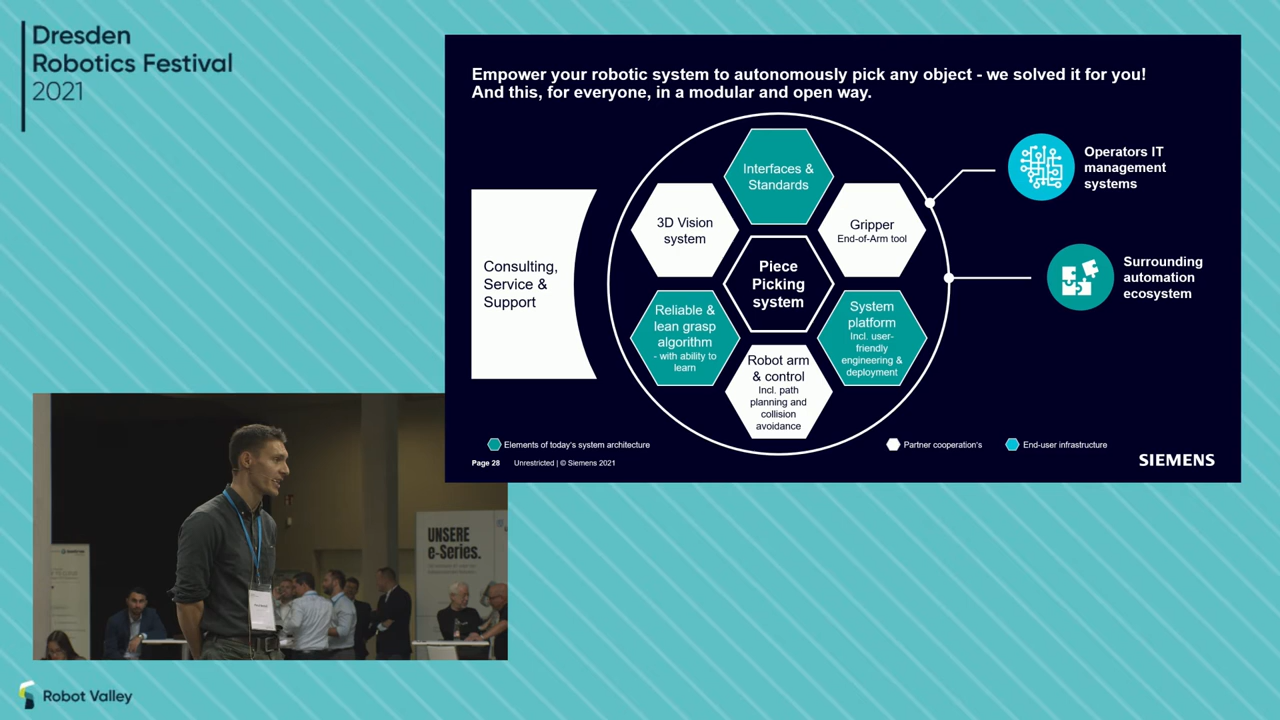 Dresden
Robotics Festival
2021
Empower your robotic system to autonomously pick any object - we solved it for you!
And this, for everyone, in a modular and open way.
Interfaces &
Standards
3D Vision
system
Gripper
End-of-Arm tool
Piece
Picking
system
Consulting,
Service &
Support
Reliable &
lean grasp
algorithm
- with ability to
learn
System
platform
Incl. user-
friendly
engineering &
deployment
Robot arm
& control
Incl. path
planning and
collision
avoidance
Operators IT
management
systems
Surrounding
automation
ecosystem
Elements of today's system architecture
Partner cooperation's
End-user infrastructure
Page 28
Unrestricted | © Siemens 2021
SIEMENS
UNSERE
e-Series.
Robot Valley